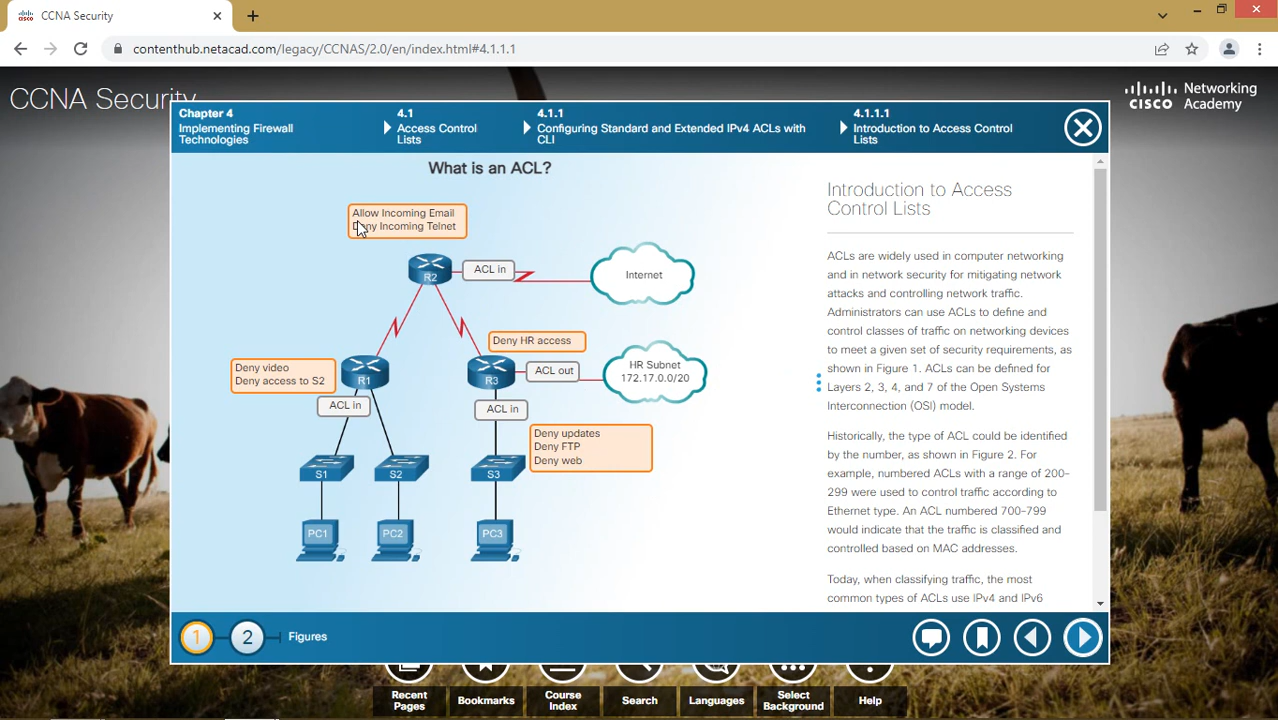 CCNA Security
contenthub.netacad.com/legacy/CCNAS/2.0/en/index.html#4.1.1.1
CCNA Security
Networking
CISCO Academy
Chapter 4
Implementing Firewall
Technologies
4.1
Access Control
Lists
4.1.1
Configuring Standard and Extended IPv4 ACLs with
CLI
4.1.1.1
Introduction to Access Control
Lists
What is an ACL?
Allow Incoming Email
Deny Incoming Telnet
R2
ACL in
Internet
Deny HR access
Deny video
Deny access to S2
R1
R3
ACL out
HR Subnet
172.17.0.0/20
ACL in
ACL in
Deny updates
Deny FTP
Deny web
S1
S2
S3
PC1
PC2
PC3
Introduction to Access
Control Lists
ACLs are widely used in computer networking
and in network security for mitigating network
attacks and controlling network traffic.
Administrators can use ACLs to define and
control classes of traffic on networking devices
to meet a given set of security requirements, as
shown in Figure 1. ACLs can be defined for
Layers 2, 3, 4, and 7 of the Open Systems
Interconnection (OSI) model.
Historically, the type of ACL could be identified
by the number, as shown in Figure 2. For
example, numbered ACLs with a range of 200–
299 were used to control traffic according to
Ethernet type. An ACL numbered 700-799
would indicate that the traffic is classified and
controlled based on MAC addresses.
Today, when classifying traffic, the most
common types of ACLs use IPv4 and IPv6
1
2
Figures
Recent
Pages
Bookmarks
Course
Index
Search
Languages
Select
Background
Help